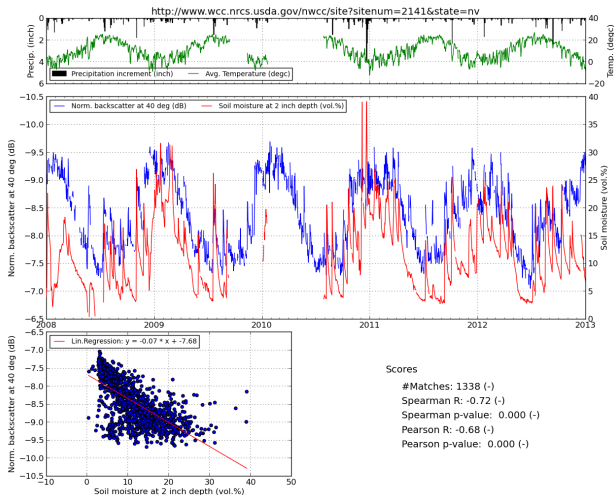 http://www.wcc.nrcs.usda.gov/nwcc/site?sitenum=2141&state=nv
Precip. (inch)
0
2
4
6
40
20
0
−20
Temp. (degc)
Precipitation increment (inch)
Avg. Temperature (degc)
Norm. backscatter at 40 deg (dB)
−10.5
−10.0
−9.5
−9.0
−8.5
−8.0
−7.5
−7.0
−6.5
Norm. backscatter at 40 deg (dB)
Soil moisture at 2 inch depth (vol.%)
40
35
30
25
20
15
10
5
0
Soil moisture (vol.%)
2008
2009
2010
2011
2012
2013
Norm. backscatter at 40 deg (dB)
−6.5
−7.0
−7.5
−8.0
−8.5
−9.0
−9.5
−10.0
−10.5
Lin.Regression: y = -0.07 * x + -7.68
−10
0
10
20
30
40
50
Soil moisture at 2 inch depth (vol.%)
Scores
#Matches: 1338 (-)
Spearman R: -0.72 (-)
Spearman p-value: 0.000 (-)
Pearson R: -0.68 (-)
Pearson p-value: 0.000 (-)